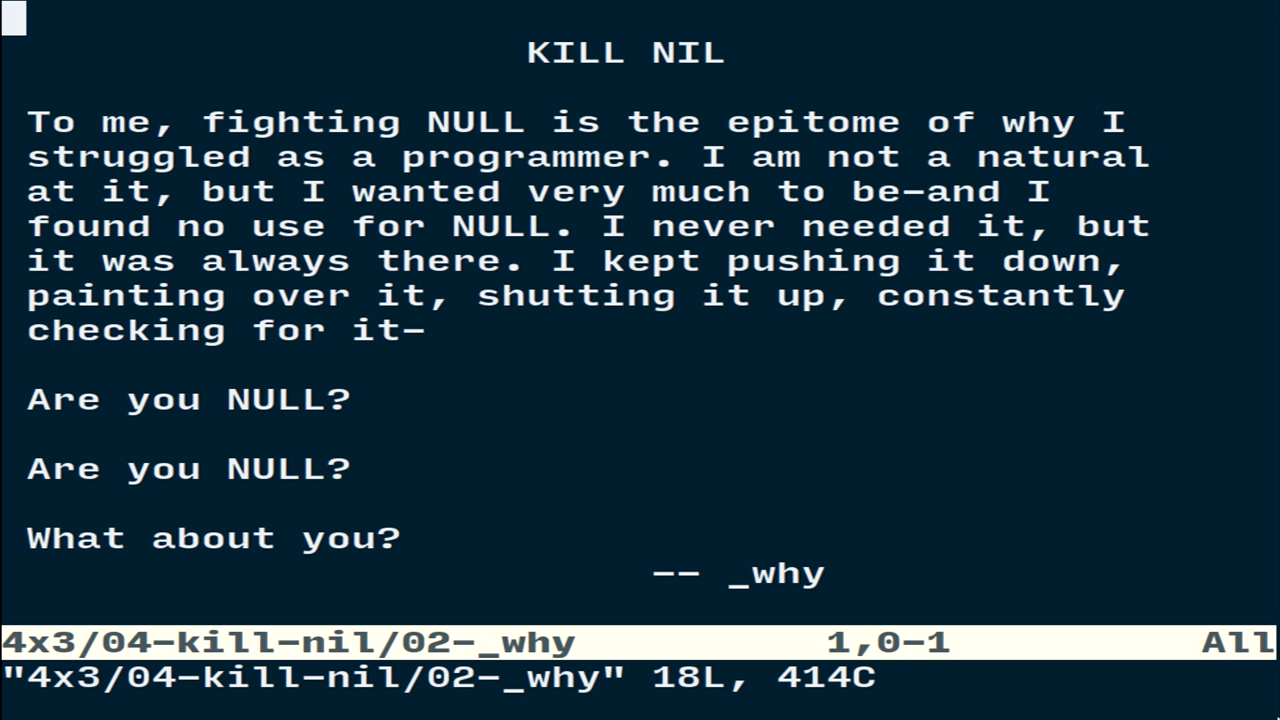 KILL NIL
To me, fighting NULL is the epitome of why I
struggled as a programmer. I am not a natural
at it, but I wanted very much to be—and I
found no use for NULL. I never needed it, but
it was always there. I kept pushing it down,
painting over it, shutting it up, constantly
checking for it—
Are you NULL?
Are you NULL?
What about you?
-- _why
4x3/04-kill-nil/02-_why 1,0-1 All
"4x3/04-kill-nil/02-_why" 18L, 414C